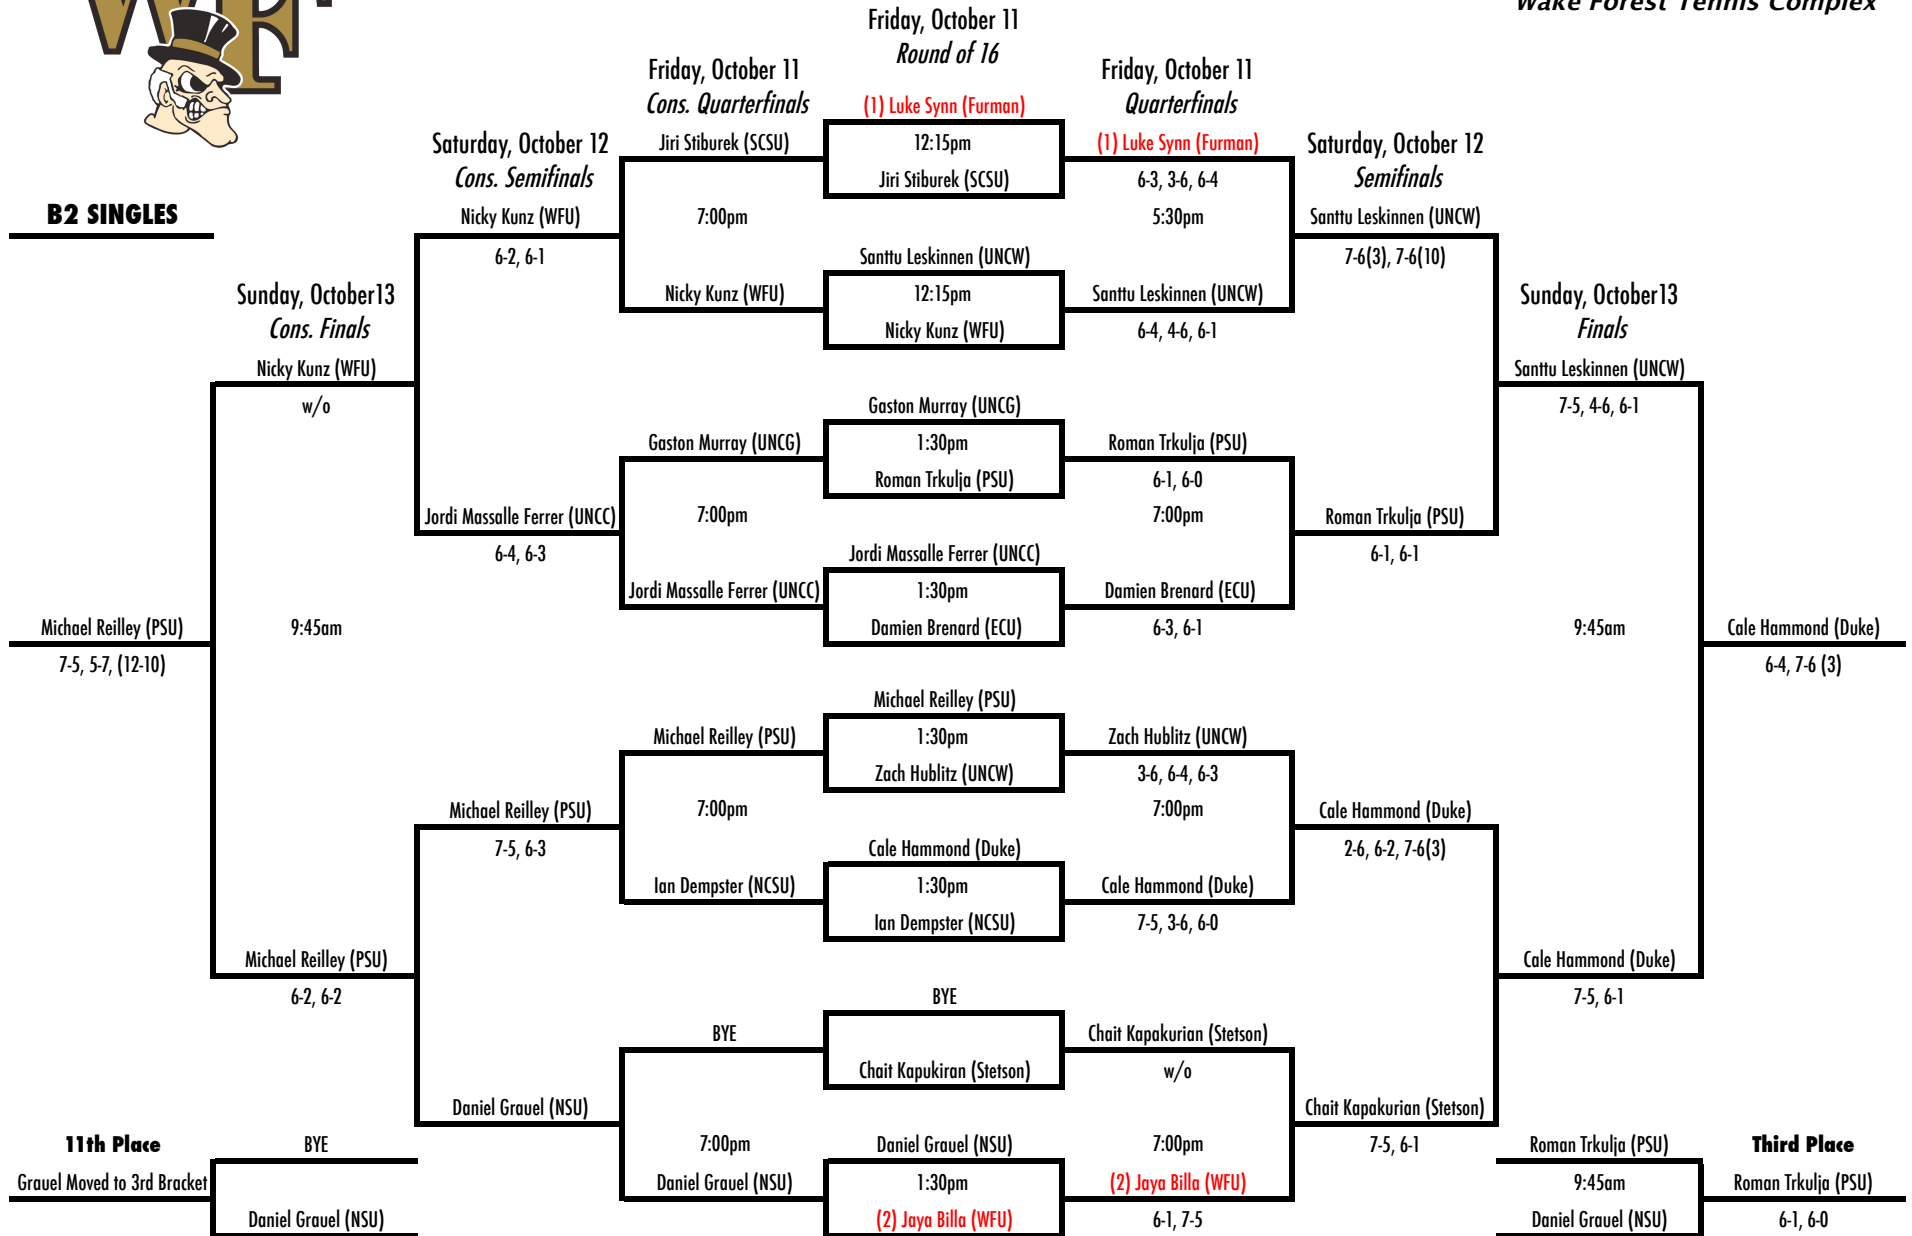 WF
Wake Forest Tennis Complex
B2 SINGLES
Sunday, October13
Cons. Finals
Nicky Kunz (WFU)
w/o
9:45am
Michael Reilley (PSU)
7-5, 5-7, (12-10)
Michael Reilley (PSU)
6-2, 6-2
11th Place
BYE
Grauel Moved to 3rd Bracket
Daniel Grauel (NSU)
Saturday, October 12
Cons. Semifinals
Nicky Kunz (WFU)
6-2, 6-1
Jordi Massalle Ferrer (UNCC)
6-4, 6-3
Michael Reilley (PSU)
7-5, 6-3
Daniel Grauel (NSU)
Friday, October 11
Cons. Quarterfinals
Jiri Stiburek (SCSU)
7:00pm
Nicky Kunz (WFU)
Gaston Murray (UNCG)
7:00pm
Jordi Massalle Ferrer (UNCC)
Michael Reilley (PSU)
7:00pm
Ian Dempster (NCSU)
BYE
7:00pm
Daniel Grauel (NSU)
Friday, October 11
Round of 16
(1) Luke Synn (Furman)
12:15pm
Jiri Stiburek (SCSU)
Santtu Leskinnen (UNCW)
12:15pm
Nicky Kunz (WFU)
Gaston Murray (UNCG)
1:30pm
Roman Trkulja (PSU)
Jordi Massalle Ferrer (UNCC)
1:30pm
Damien Brenard (ECU)
Michael Reilley (PSU)
1:30pm
Zach Hublitz (UNCW)
Cale Hammond (Duke)
1:30pm
Ian Dempster (NCSU)
BYE
Chait Kapukiran (Stetson)
Daniel Grauel (NSU)
1:30pm
(2) Jaya Billa (WFU)
Friday, October 11
Quarterfinals
(1) Luke Synn (Furman)
6-3, 3-6, 6-4
5:30pm
Santtu Leskinnen (UNCW)
6-4, 4-6, 6-1
Roman Trkulja (PSU)
6-1, 6-0
7:00pm
Damien Brenard (ECU)
6-3, 6-1
Zach Hublitz (UNCW)
3-6, 6-4, 6-3
7:00pm
Cale Hammond (Duke)
7-5, 3-6, 6-0
Chait Kapakurian (Stetson)
w/o
7:00pm
(2) Jaya Billa (WFU)
6-1, 7-5
Saturday, October 12
Semifinals
Santtu Leskinnen (UNCW)
7-6(3), 7-6(10)
Roman Trkulja (PSU)
6-1, 6-1
Cale Hammond (Duke)
2-6, 6-2, 7-6(3)
Chait Kapakurian (Stetson)
7-5, 6-1
Sunday, October13
Finals
Santtu Leskinnen (UNCW)
7-5, 4-6, 6-1
9:45am
Cale Hammond (Duke)
6-4, 7-6 (3)
Cale Hammond (Duke)
7-5, 6-1
Roman Trkulja (PSU)
9:45am
Daniel Grauel (NSU)
Third Place
Roman Trkulja (PSU)
6-1, 6-0